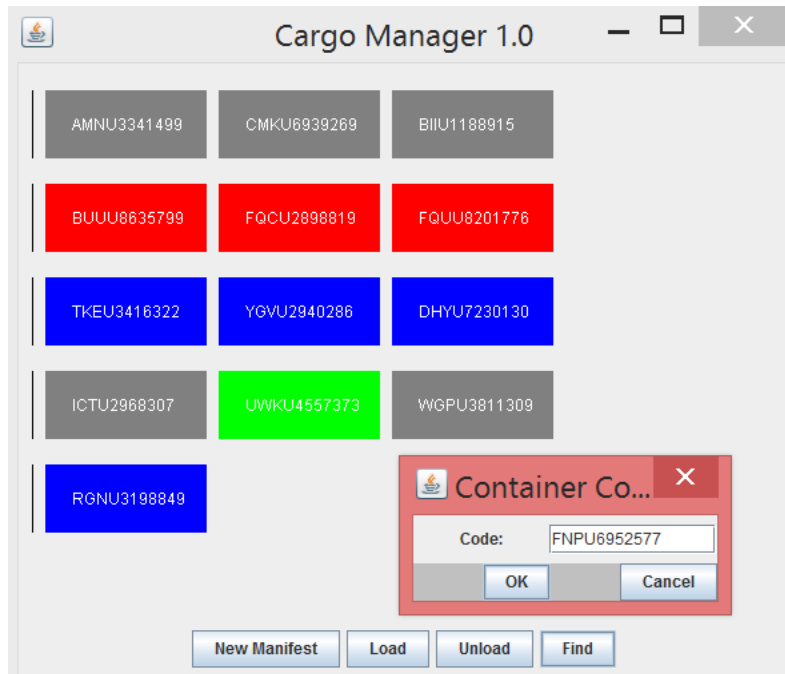 Cargo Manager 1.0
AMNU3341499 CMKU6939269 BIIU1188915
BUUU8635799 FQCU2898819 FQUU8201776
TKEU3416322 YGVU2940286 DHYU7230130
ICTU2968307 UWKU4557373 WGPU3811309
RGNU3198849
Container Co...
Code: FNPU6952577
OK Cancel
New Manifest Load Unload Find